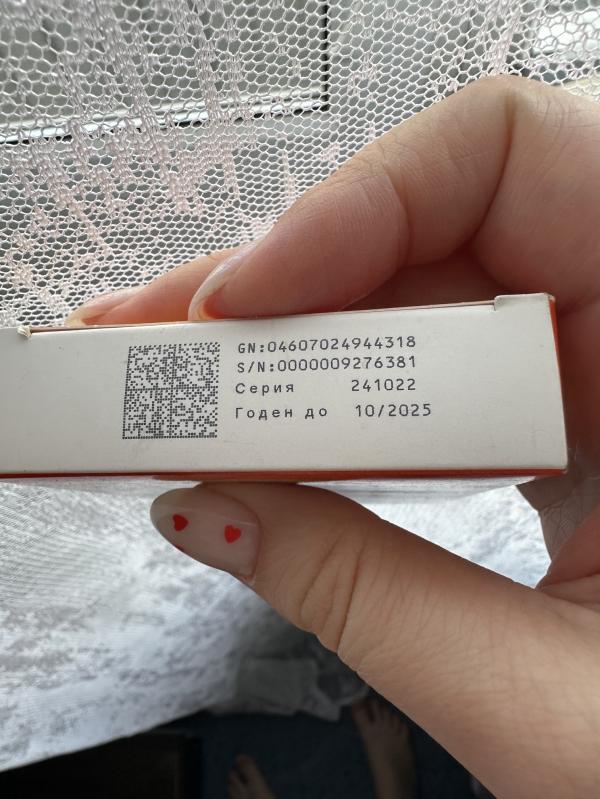 GN:04607024944318
S/N:0000009276381
Серия 241022
Годен до 10/2025